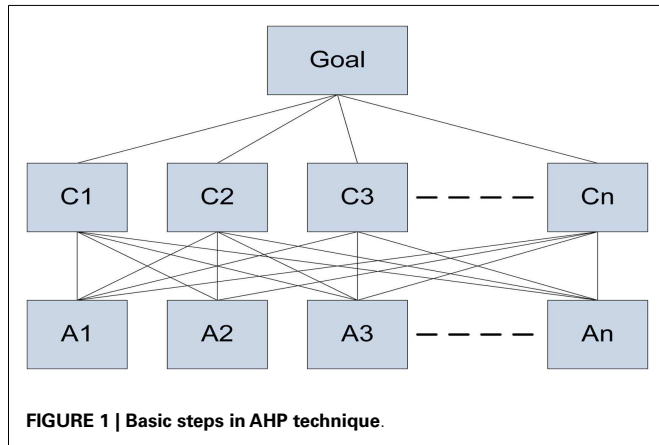 Goal
C1 C2 C3 Cn
A1 A2 A3 An
FIGURE 1 | Basic steps in AHP technique.